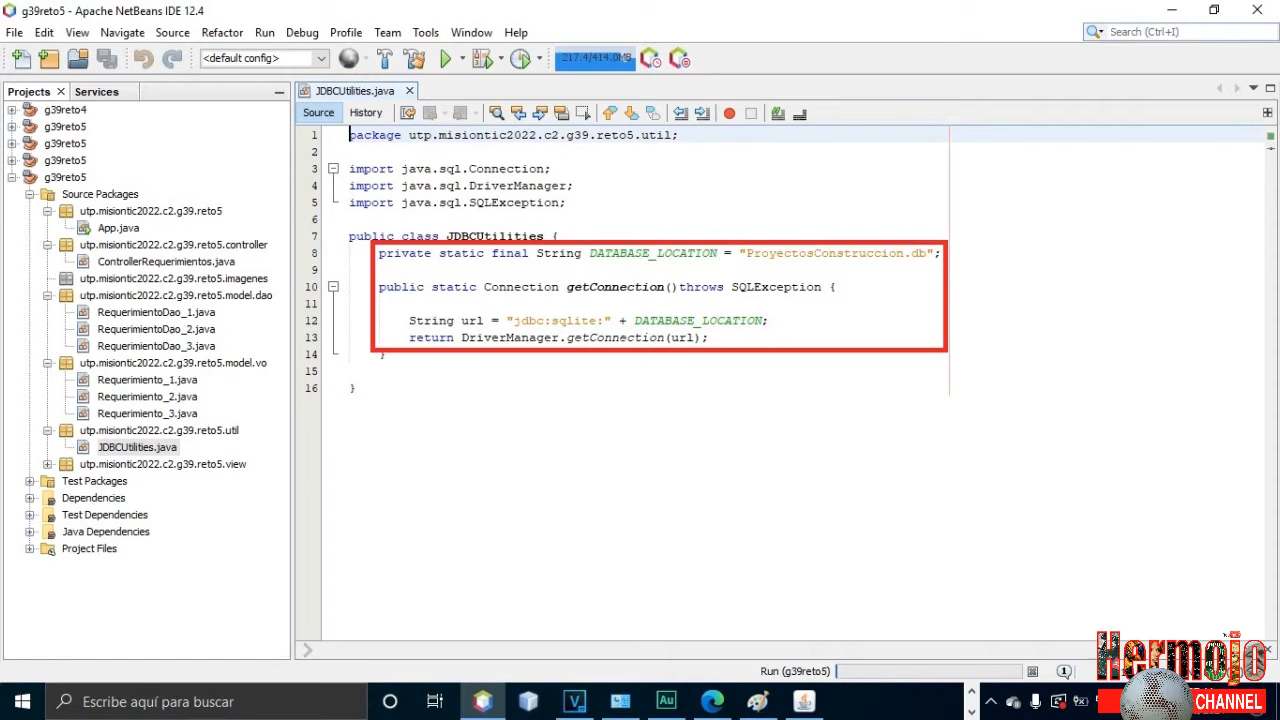 g39reto5 - Apache NetBeans IDE 12.4
File Edit View Navigate Source Refactor Run Debug Profile Team Tools Window Help
Search (Ctrl+I)
<default config>
217.4/414.0MB
Projects Services
g39reto4
g39reto5
g39reto5
g39reto5
g39reto5
Source Packages
utp.misiontic2022.c2.g39.reto5
App.java
utp.misiontic2022.c2.g39.reto5.controller
ControllerRequerimientos.java
utp.misiontic2022.c2.g39.reto5.imagenes
utp.misiontic2022.c2.g39.reto5.model.dao
RequerimientoDao_1.java
RequerimientoDao_2.java
RequerimientoDao_3.java
utp.misiontic2022.c2.g39.reto5.model.vo
Requerimiento_1.java
Requerimiento_2.java
Requerimiento_3.java
utp.misiontic2022.c2.g39.reto5.util
JDBCUtilities.java
utp.misiontic2022.c2.g39.reto5.view
Test Packages
Dependencies
Test Dependencies
Java Dependencies
Project Files
JDBCUtilities.java
Source History
1 package utp.misiontic2022.c2.g39.reto5.util;
2
3 import java.sql.Connection;
4 import java.sql.DriverManager;
5 import java.sql.SQLException;
6
7 public class JDBCUtilities {
8 private static final String DATABASE_LOCATION = "ProyectosConstruccion.db";
9
10 public static Connection getConnection()throws SQLException {
11
12 String url = "jdbc:sqlite:" + DATABASE_LOCATION;
13 return DriverManager.getConnection(url);
14 }
15
16 }
Run (g39reto5)
1
Escribe aquí para buscar
V
Au
Hermojo
CHANNEL